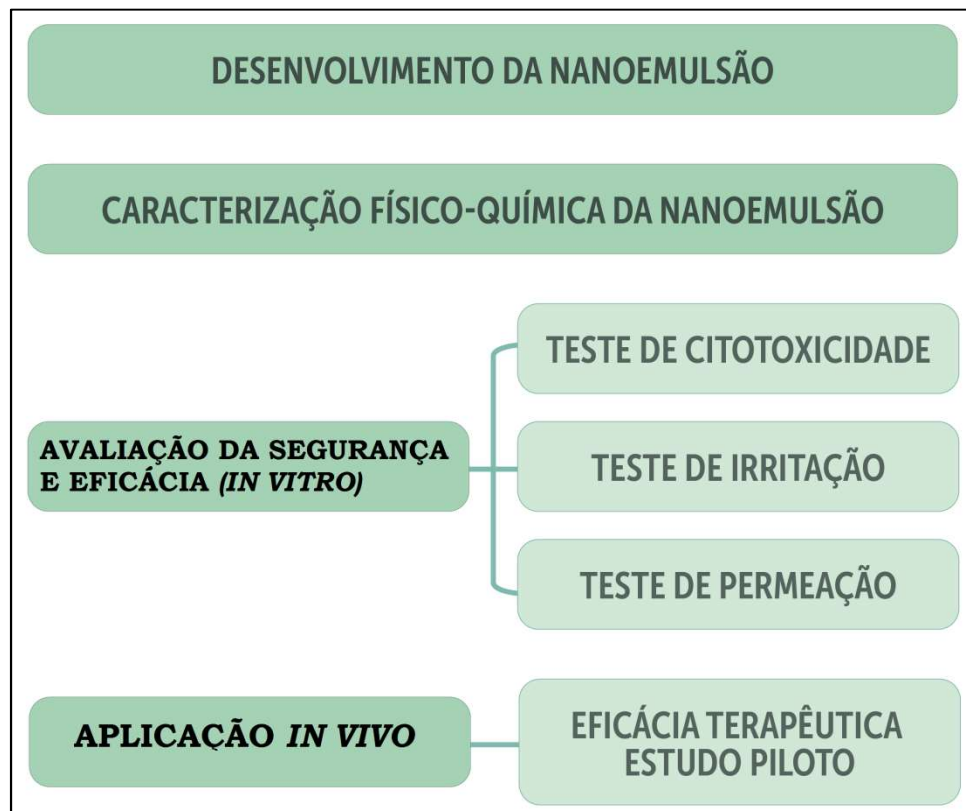 DESENVOLVIMENTO DA NANOEMULSÃO
CARACTERIZAÇÃO FÍSICO-QUÍMICA DA NANOEMULSÃO
TESTE DE CITOTOXICIDADE
AVALIAÇÃO DA SEGURANÇA
E EFICÁCIA (IN VITRO)
TESTE DE IRRITAÇÃO
TESTE DE PERMEAÇÃO
APLICAÇÃO IN VIVO
EFICÁCIA TERAPÊUTICA
ESTUDO PILOTO